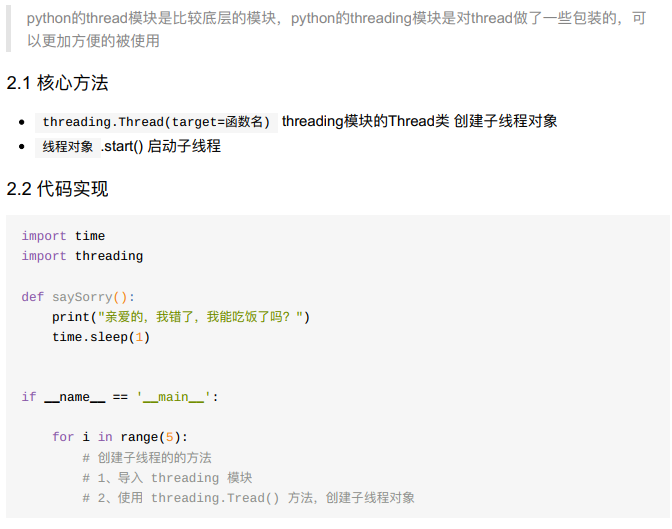 python的thread模块是比较底层的模块，python的threading模块是对thread做了一些包装的，可
以更加方便的被使用
2.1 核心方法
threading.Thread(target=函数名) threading模块的Thread类 创建子线程对象
线程对象 .start() 启动子线程
2.2 代码实现
import time
import threading
def saySorry():
    print("亲爱的，我错了，我能吃饭了吗？")
    time.sleep(1)
if __name__ == '__main__':
    for i in range(5):
        # 创建子线程的的方法
        # 1、导入 threading 模块
        # 2、使用 threading.Tread() 方法，创建子线程对象